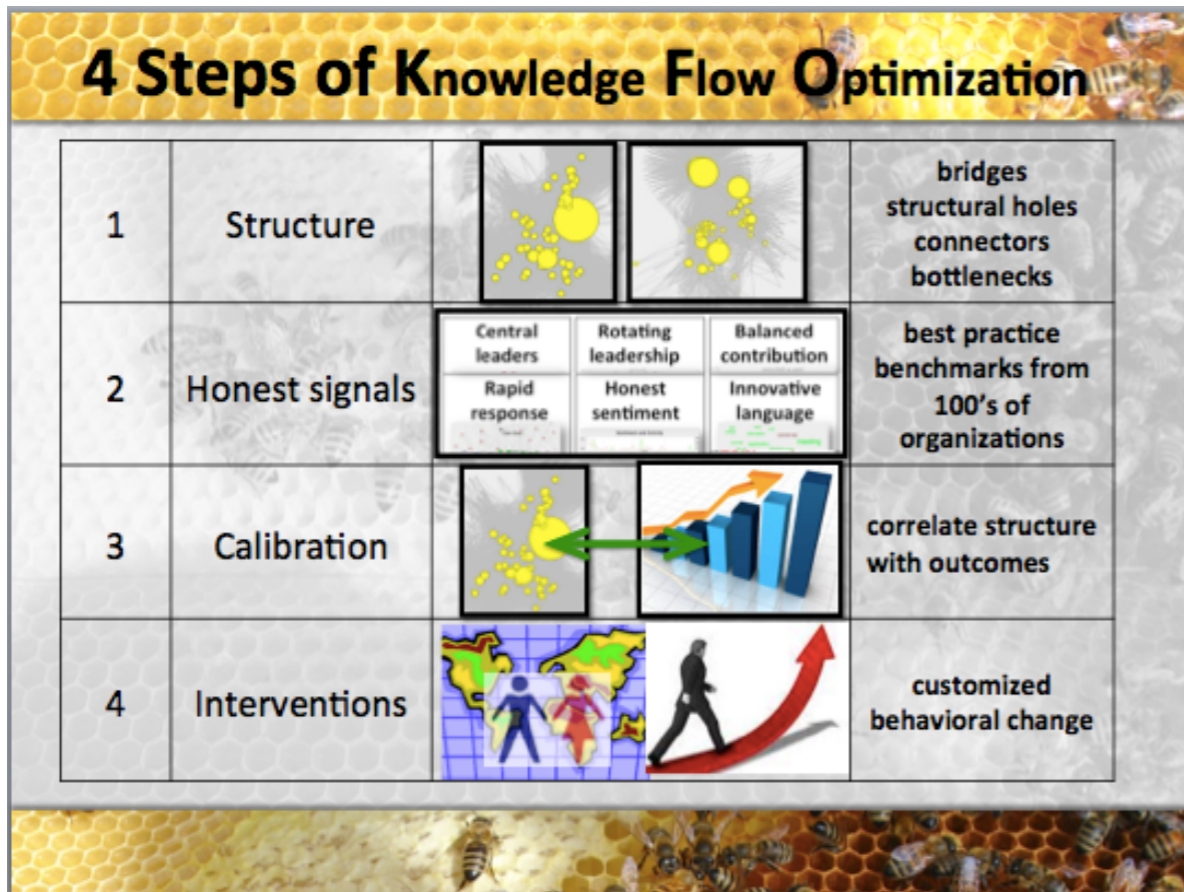 4 Steps of Knowledge Flow Optimization
1
Structure
bridges
structural holes
connectors
bottlenecks
2
Honest signals
Central
leaders
Rotating
leadership
Balanced
contribution
Rapid
response
Honest
sentiment
Innovative
language
best practice
benchmarks from
100's of
organizations
3
Calibration
correlate structure
with outcomes
4
Interventions
customized
behavioral change